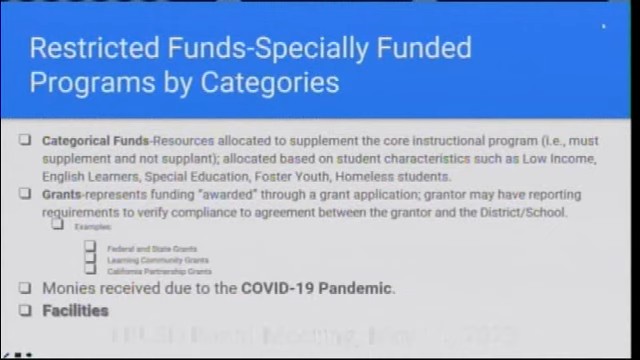 Restricted Funds-Specially Funded
Programs by Categories
Categorical Funds-Resources allocated to supplement the core instructional program (i.e., must
supplement and not supplant); allocated based on student characteristics such as Low Income,
English Learners, Special Education, Foster Youth, Homeless students.
Grants-represents funding "awarded" through a grant application; grantor may have reporting
requirements to verify compliance to agreement between the grantor and the District/School.
Examples:
Federal and State Grants
Learning Community Grants
California Partnership Grants
Monies received due to the COVID-19 Pandemic.
Facilities
Board Meeting,